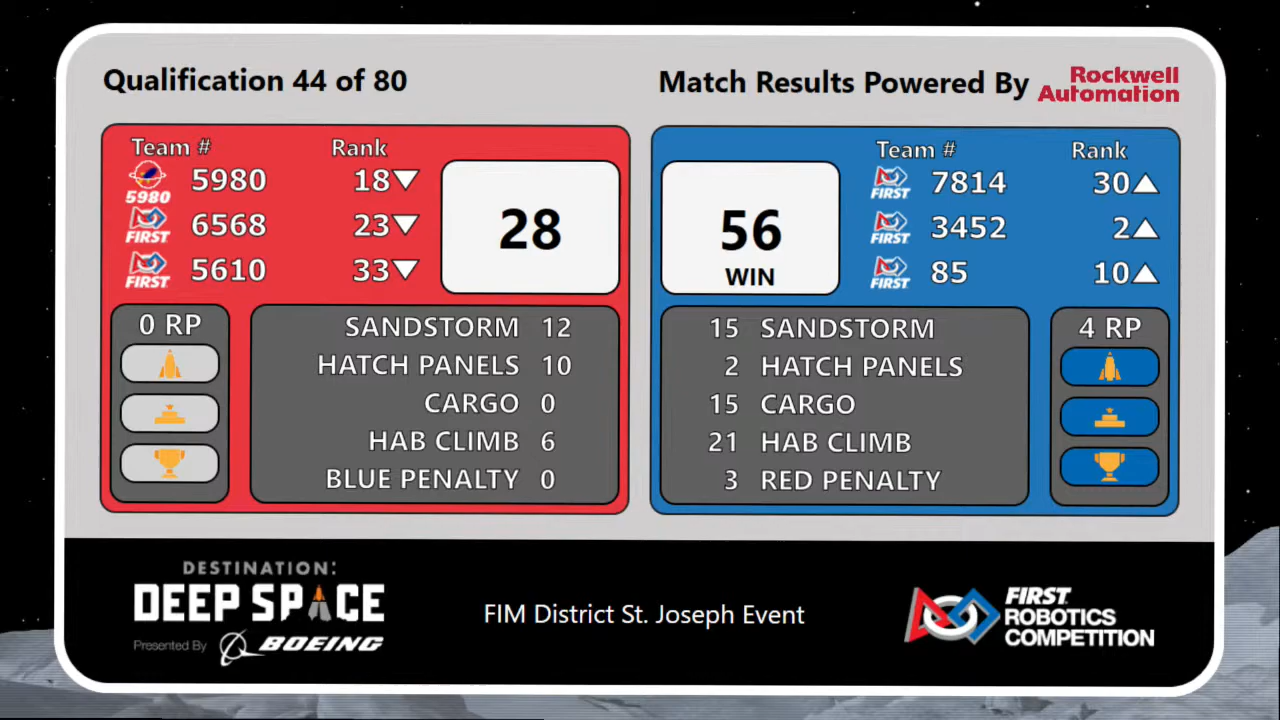 Qualification 44 of 80
Match Results Powered By Rockwell Automation
Team # Rank
5980 5980 18▼
FIRST 6568 23▼
FIRST 5610 33▼
28
0 RP
SANDSTORM 12
HATCH PANELS 10
CARGO 0
HAB CLIMB 6
BLUE PENALTY 0
Team # Rank
FIRST 7814 30▲
FIRST 3452 2▲
FIRST 85 10▲
56
WIN
15 SANDSTORM
2 HATCH PANELS
15 CARGO
21 HAB CLIMB
3 RED PENALTY
4 RP
DESTINATION:
DEEP SPACE
Presented By BOEING
FIM District St. Joseph Event
FIRST
ROBOTICS
COMPETITION